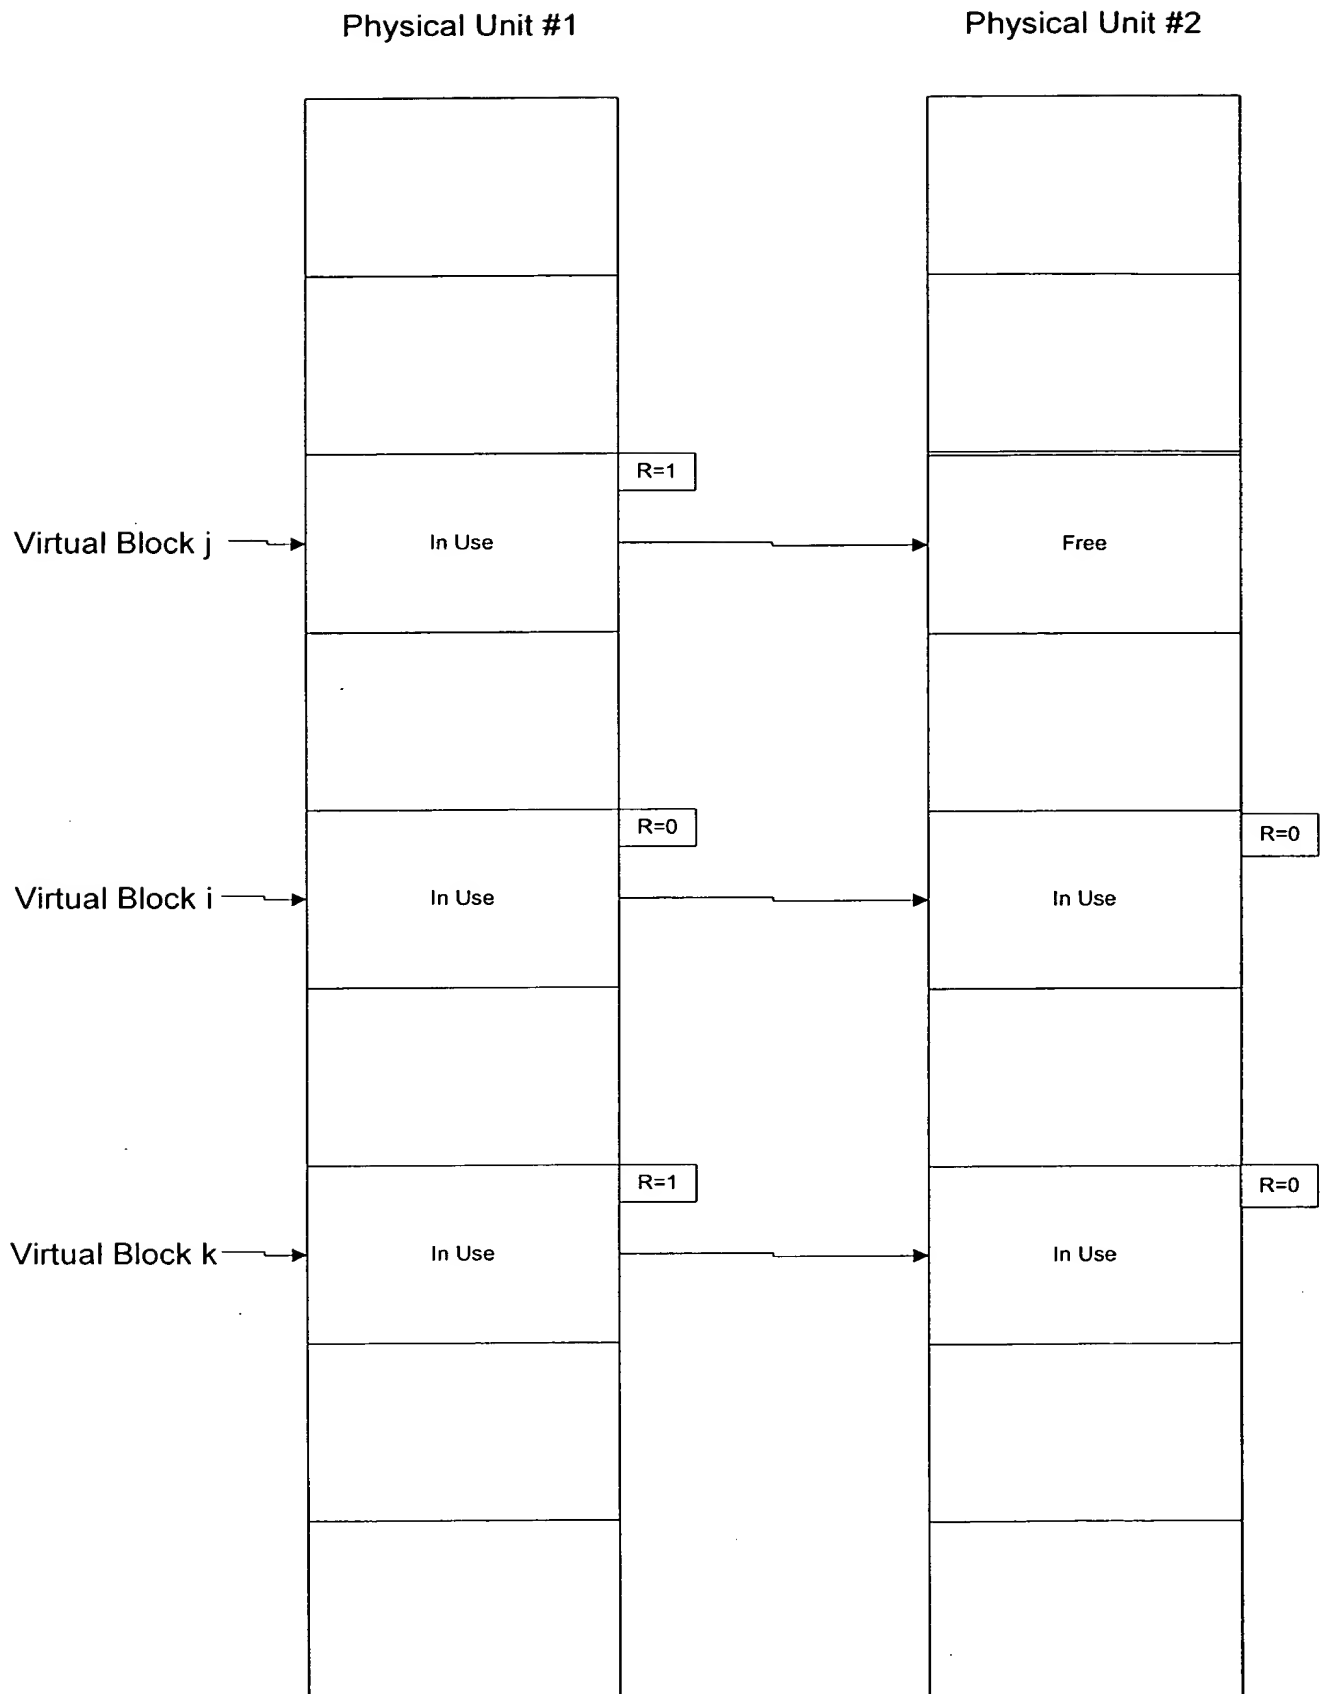 Physical Unit #1
Physical Unit #2
R=1
Virtual Block j
In Use
Free
R=0
R=0
Virtual Block i
In Use
In Use
R=1
R=0
Virtual Block k
In Use
In Use